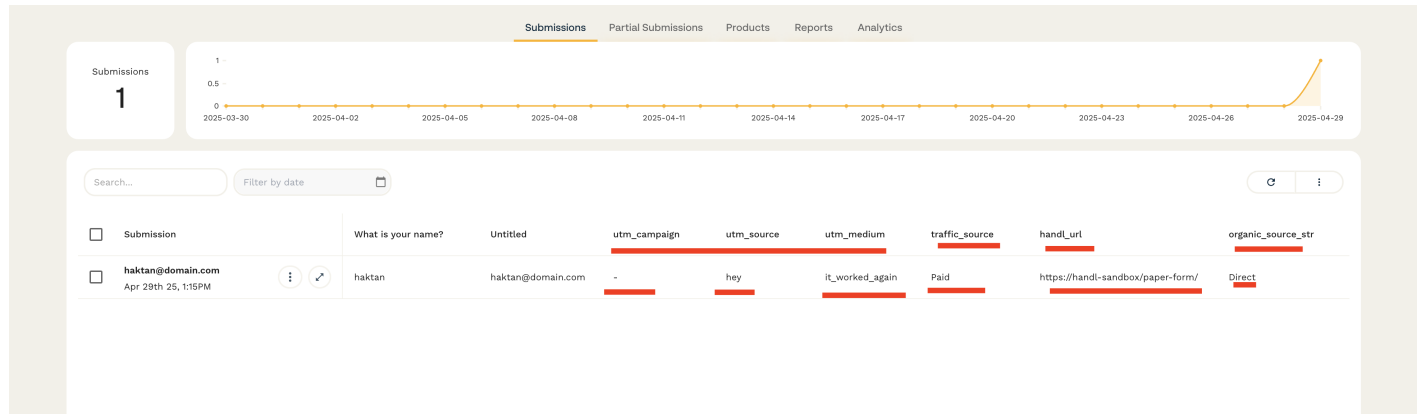 Submissions Partial Submissions Products Reports Analytics
Submissions
1
1
0.5
0
2025-03-30 2025-04-02 2025-04-05 2025-04-08 2025-04-11 2025-04-14 2025-04-17 2025-04-20 2025-04-23 2025-04-26 2025-04-29
Search... Filter by date
Submission What is your name? Untitled utm_campaign utm_source utm_medium traffic_source handl_url organic_source_str
haktan@domain.com haktan haktan@domain.com - hey it_worked_again Paid https://handl-sandbox/paper-form/ Direct
Apr 29th 25, 1:15PM